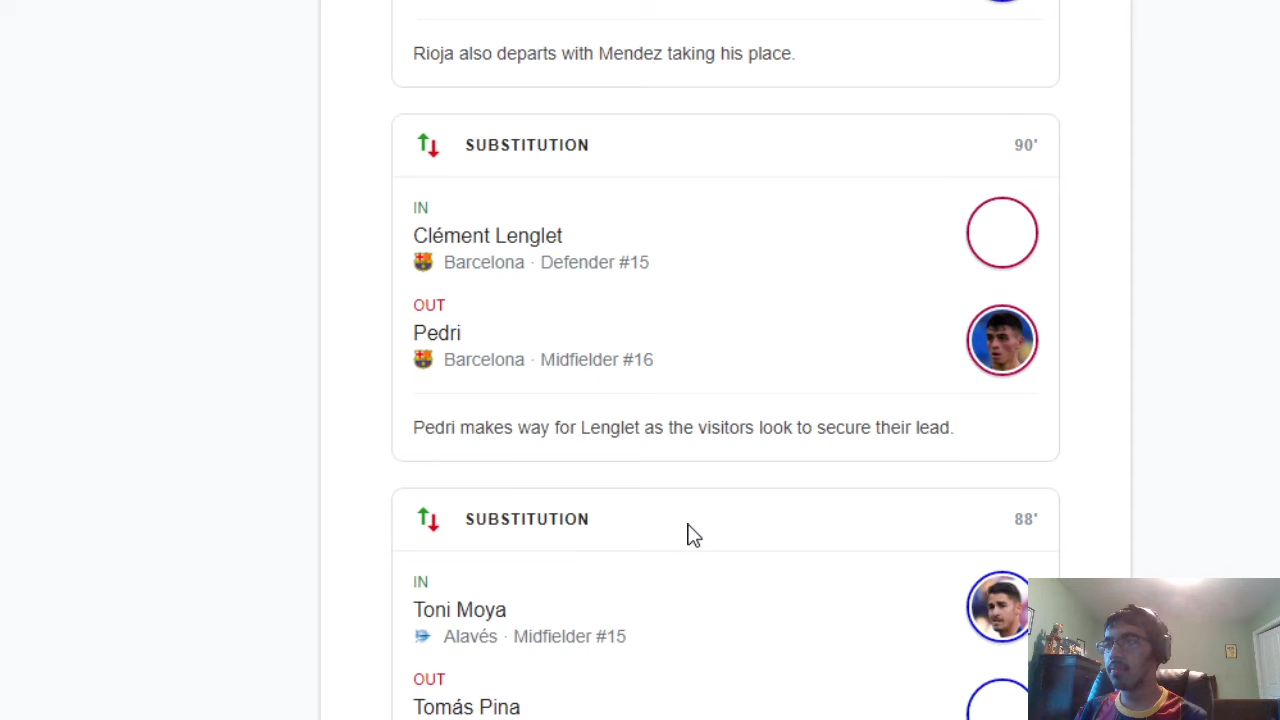 Rioja also departs with Mendez taking his place.
SUBSTITUTION 90'
IN
Clément Lenglet
Barcelona · Defender #15
OUT
Pedri
Barcelona · Midfielder #16
Pedri makes way for Lenglet as the visitors look to secure their lead.
SUBSTITUTION 88'
IN
Toni Moya
Alavés · Midfielder #15
OUT
Tomás Pina